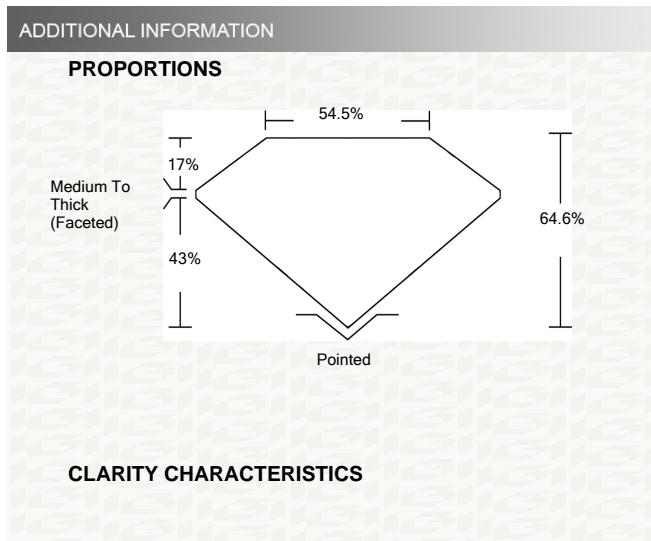 ADDITIONAL INFORMATION
PROPORTIONS
54.5%
17%
Medium To
Thick
(Faceted)
64.6%
43%
Pointed
CLARITY CHARACTERISTICS